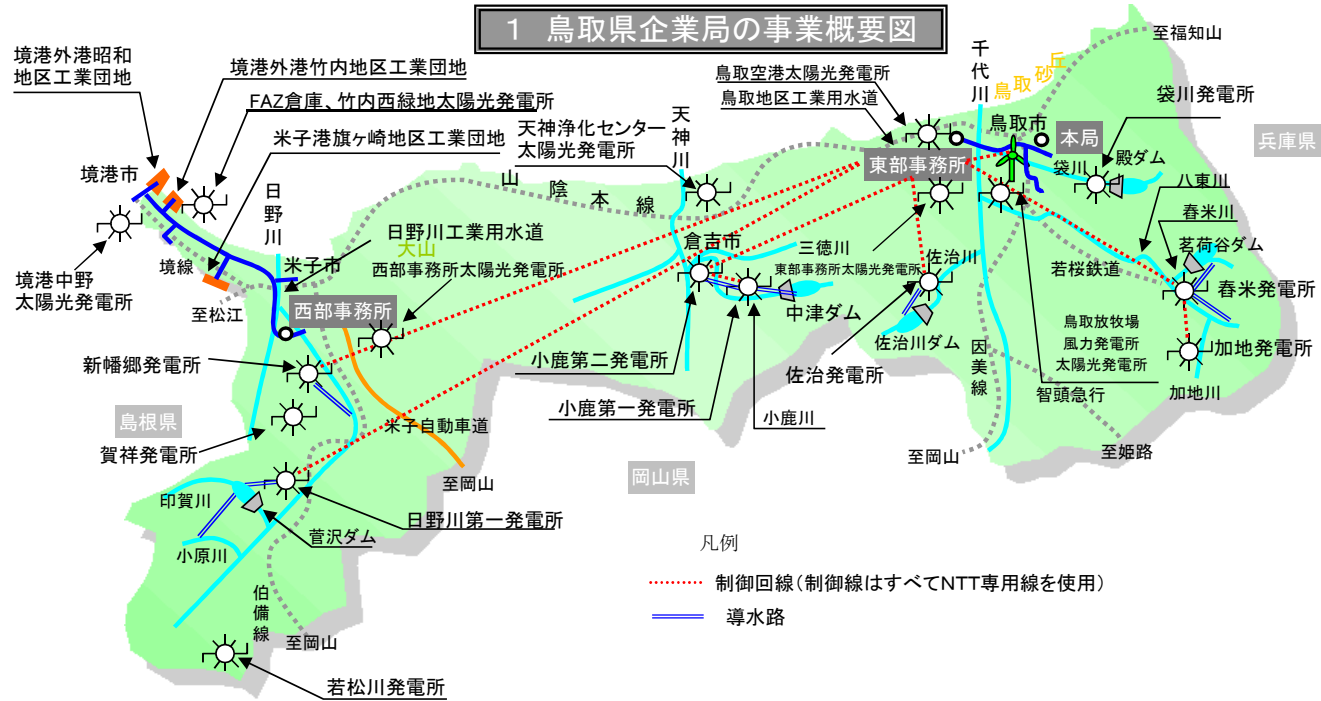 1 鳥取県企業局の事業概要図
境港外港昭和
地区工業団地
境港外港竹内地区工業団地
FAZ倉庫、竹内西緑地太陽光発電所
米子港旗ヶ崎地区工業団地
境港市
日野川
境港中野
太陽光発電所
境線
米子市
至松江
日野川工業用水道
大山
西部事務所太陽光発電所
西部事務所
新幡郷発電所
島根県
賀祥発電所
米子自動車道
至岡山
印賀川
日野川第一発電所
菅沢ダム
小原川
伯備線
至岡山
若松川発電所
山陰本線
天神浄化センター
太陽光発電所
天神川
倉吉市
三徳川
東部事務所太陽光発電所
中津ダム
小鹿第二発電所
小鹿第一発電所
小鹿川
岡山県
鳥取空港太陽光発電所
鳥取地区工業用水道
東部事務所
千代川
鳥取砂丘
至福知山
鳥取市
本局
袋川発電所
兵庫県
袋川
殿ダム
八東川
舂米川
茗荷谷ダム
若桜鉄道
舂米発電所
佐治川
佐治川ダム
佐治発電所
因美線
鳥取放牧場
風力発電所
太陽光発電所
加地発電所
智頭急行
加地川
至岡山
至姫路
凡例
制御回線(制御線はすべてNTT専用線を使用)
導水路